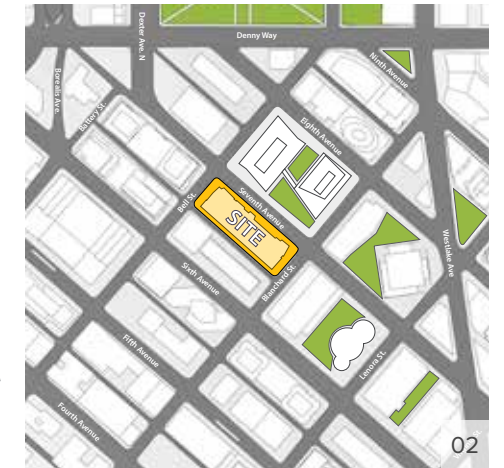 Dexter Ave. N
Denny Way
Borealis Ave.
Ninth Avenue
Battery St.
Eighth Avenue
Bell St.
Seventh Avenue
SITE
Westlake Ave
Sixth Avenue
Blanchard St.
Fifth Avenue
Lenora St.
Fourth Avenue
02